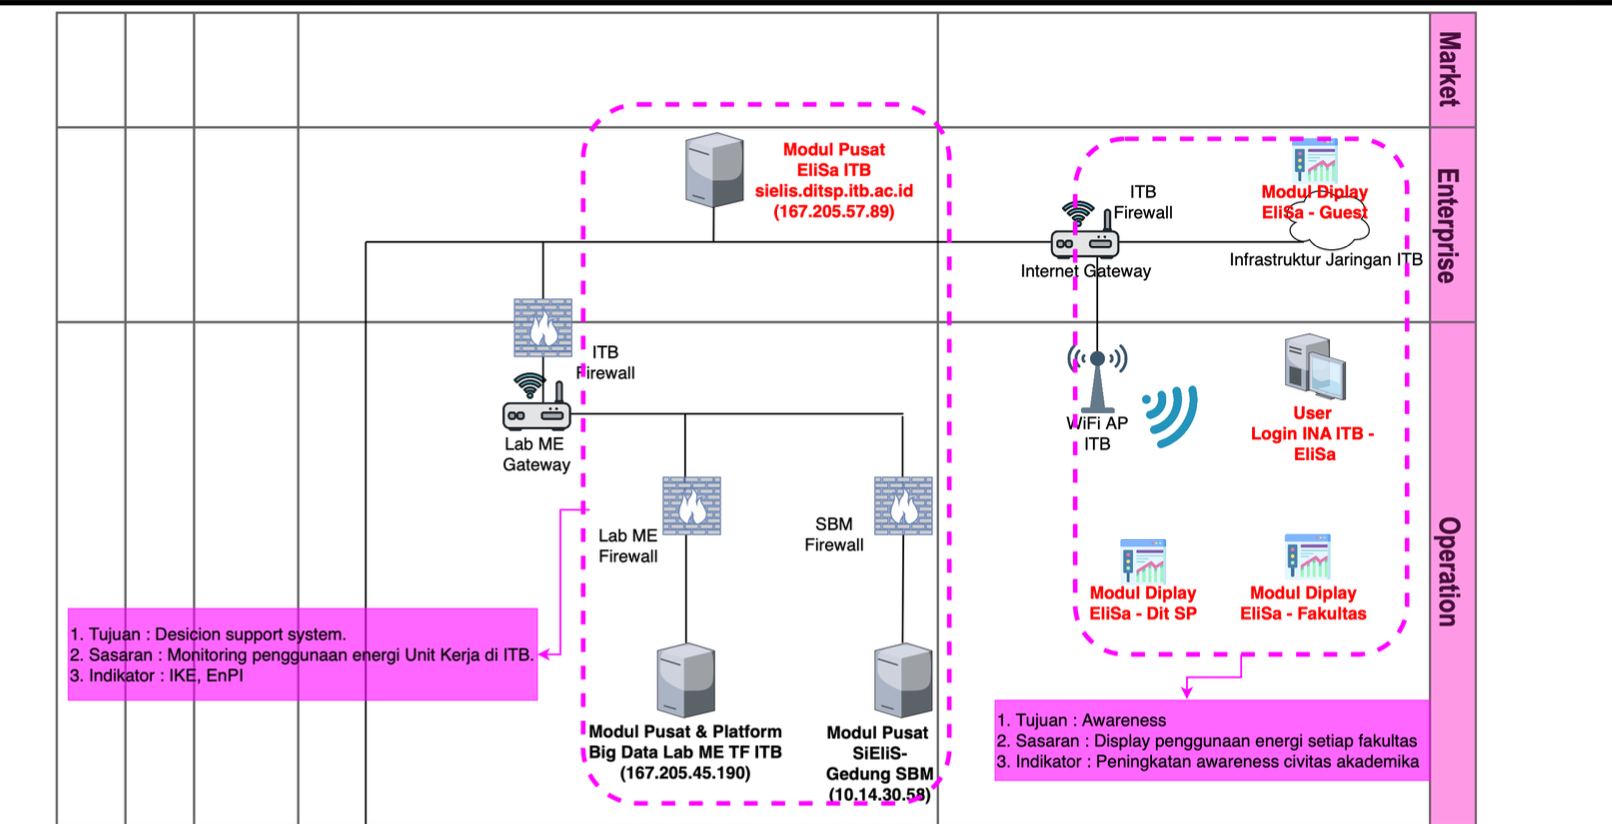 Market
Modul Pusat
EliSa ITB
sielis.ditsp.itb.ac.id
(167.205.57.89)
ITB
Firewall
Internet Gateway
Modul Diplay
EliSa - Guest
Infrastruktur Jaringan ITB
Enterprise
ITB
Firewall
Lab ME
Gateway
WiFi AP
ITB
User
Login INA ITB -
EliSa
Lab ME
Firewall
SBM
Firewall
Modul Diplay
EliSa - Dit SP
Modul Diplay
EliSa - Fakultas
Operation
1. Tujuan : Desicion support system.
2. Sasaran : Monitoring penggunaan energi Unit Kerja di ITB.
3. Indikator : IKE, EnPI
Modul Pusat & Platform
Big Data Lab ME TF ITB
(167.205.45.190)
Modul Pusat
SiEliS-
Gedung SBM
(10.14.30.58)
1. Tujuan : Awareness
2. Sasaran : Display penggunaan energi setiap fakultas
3. Indikator : Peningkatan awareness civitas akademika